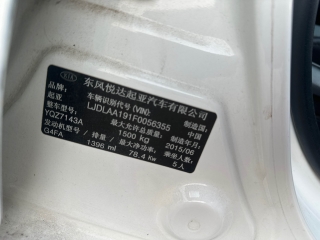 KIA 东风悦达起亚汽车有限公司
品牌: 车辆识别代号(VIN): 制造国:
起亚 LJDLAA191F0056355 中国
整车型号: 最大允许总质量: 制造年月:
YQZ7143A 1500 kg 2015/06
发动机型号/排量/最大净功率: 乘坐人数:
G4FA 1396 ml 78.4 Kw 5人